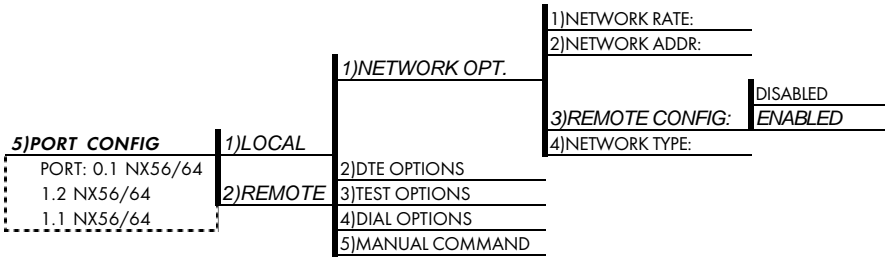 1)NETWORK RATE:
2)NETWORK ADDR:
1)NETWORK OPT.
DISABLED
3)REMOTE CONFIG: ENABLED
5)PORT CONFIG 1)LOCAL 4)NETWORK TYPE:
PORT: 0.1 NX56/64 2)DTE OPTIONS
1.2 NX56/64 2)REMOTE 3)TEST OPTIONS
1.1 NX56/64 4)DIAL OPTIONS
5)MANUAL COMMAND